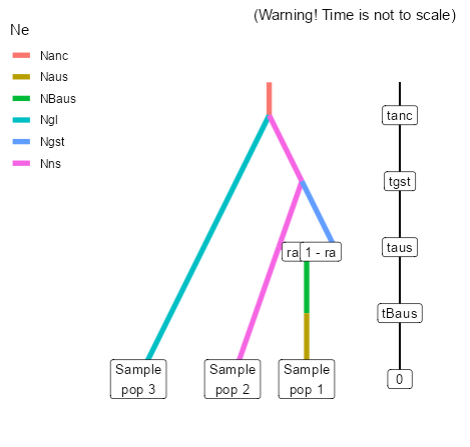 (Warning! Time is not to scale)
Ne
Nanc
Naus
NBaus
Ngl
Ngst
Nns
tanc
tgst
taus
tBaus
0
ra
1 - ra
Sample
pop 3
Sample
pop 2
Sample
pop 1